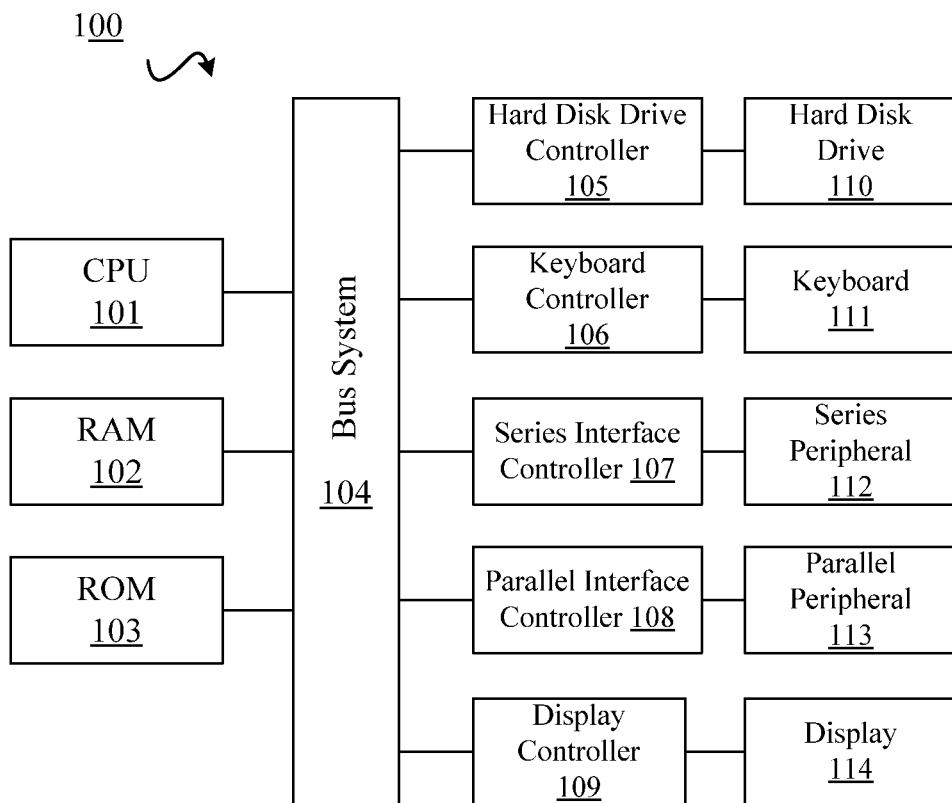 100
Hard Disk Drive
Controller
105
Hard Disk
Drive
110
CPU
101
Keyboard
Controller
106
Keyboard
111
Bus System
104
RAM
102
Series Interface
Controller 107
Series
Peripheral
112
ROM
103
Parallel Interface
Controller 108
Parallel
Peripheral
113
Display
Controller
109
Display
114